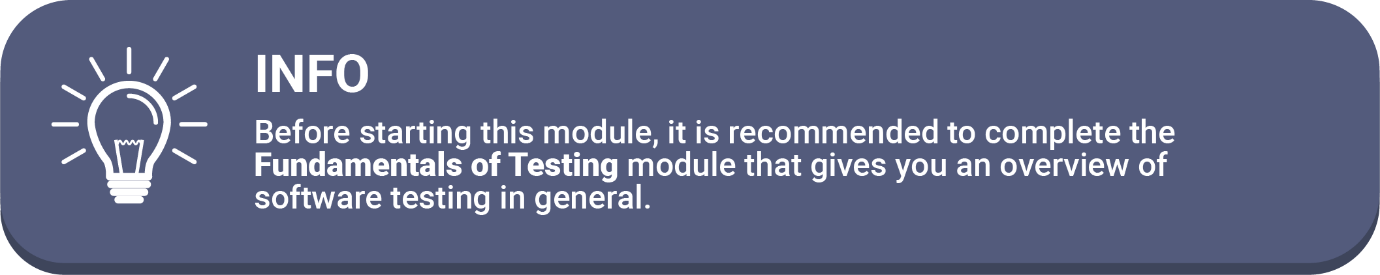 INFO
Before starting this module, it is recommended to complete the
Fundamentals of Testing module that gives you an overview of
software testing in general.